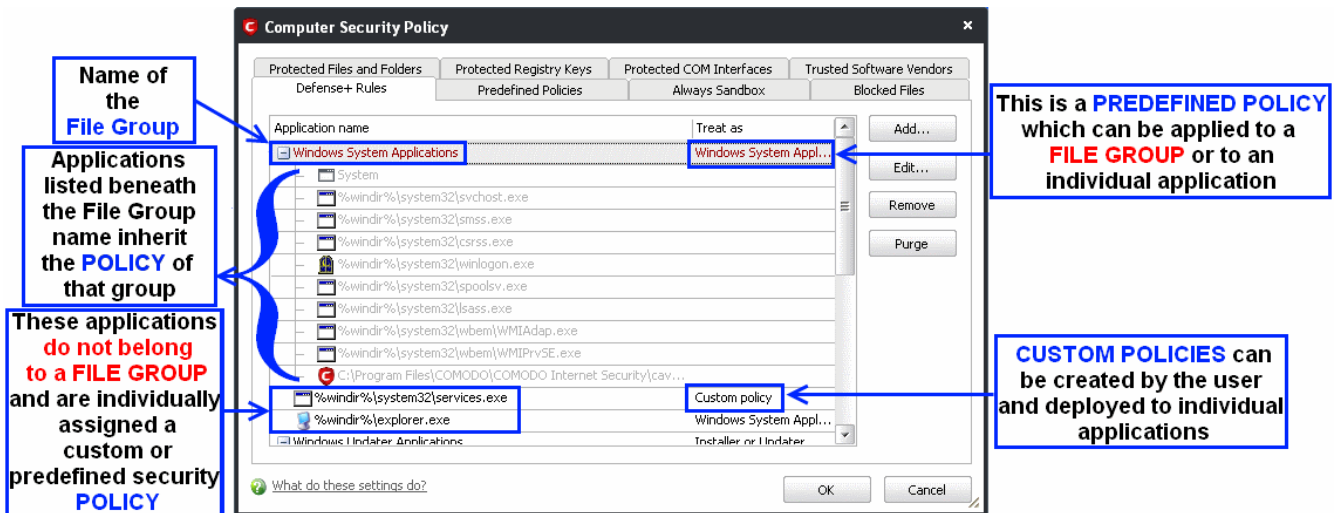 Computer Security Policy
Protected Files and Folders
Protected Registry Keys
Protected COM Interfaces
Trusted Software Vendors
Defense+ Rules
Predefined Policies
Always Sandbox
Blocked Files
Application name
Treat as
Windows System Applications
Windows System Appl...
System
%windir%\system32\svchost.exe
%windir%\system32\smss.exe
%windir%\system32\csrss.exe
%windir%\system32\winlogon.exe
%windir%\system32\spoolsv.exe
%windir%\system32\lsass.exe
%windir%\system32\wbem\WMIAdap.exe
%windir%\system32\wbem\WMIPrvSE.exe
C:\Program Files\COMODO\COMODO Internet Security\cav...
%windir%\system32\services.exe
Custom policy
%windir%\explorer.exe
Windows System Appl...
Windows Updater Applications
Installer or Updater
Add...
Edit...
Remove
Purge
What do these settings do?
OK
Cancel
Name of
the
File Group
Applications
listed beneath
the File Group
name inherit
the POLICY of
that group
These applications
do not belong
to a FILE GROUP
and are individually
assigned a
custom or
predefined security
POLICY
This is a PREDEFINED POLICY
which can be applied to a
FILE GROUP or to an
individual application
CUSTOM POLICIES can
be created by the user
and deployed to individual
applications